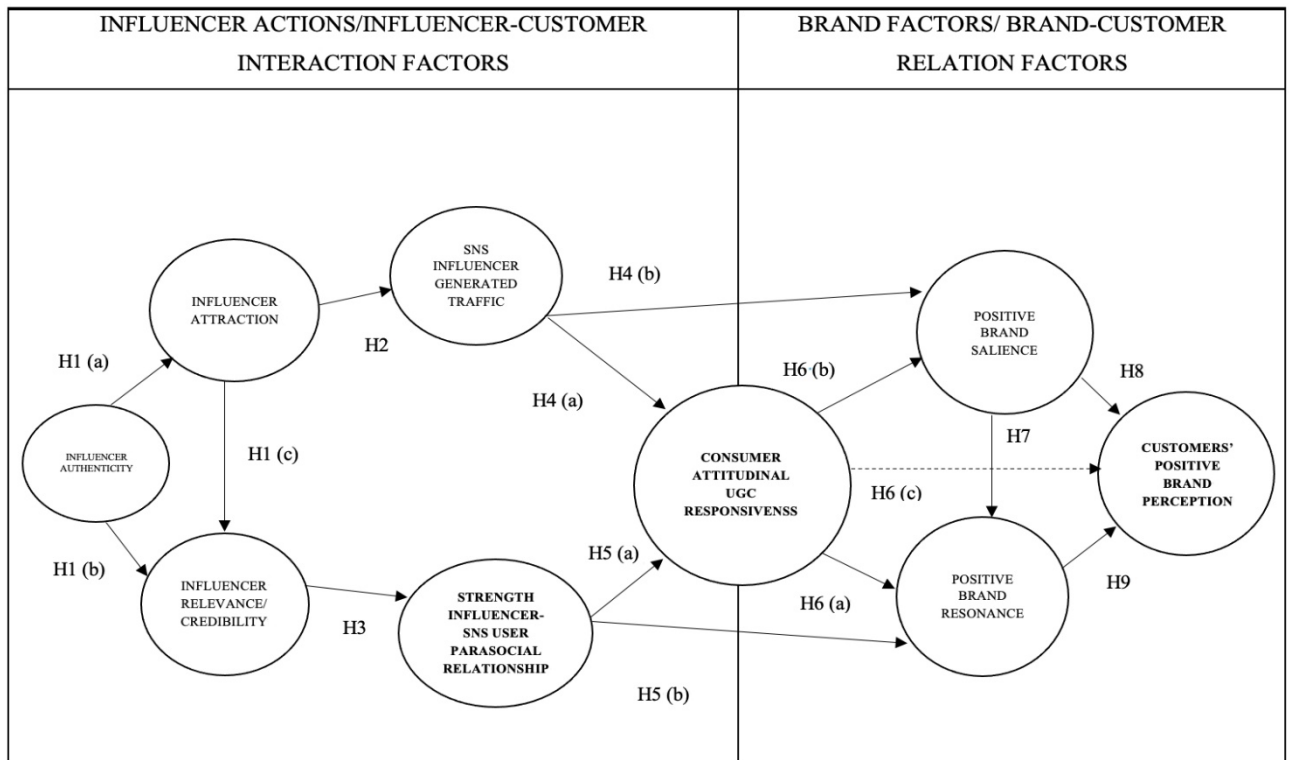 INFLUENCER ACTIONS/INFLUENCER-CUSTOMER
INTERACTION FACTORS
BRAND FACTORS/ BRAND-CUSTOMER
RELATION FACTORS
SNS
INFLUENCER
GENERATED
TRAFFIC
H4 (b)
INFLUENCER
ATTRACTION
POSITIVE
BRAND
SALIENCE
H2
H1 (a)
H6 (b)
H8
H4 (a)
H7
H1 (c)
INFLUENCER
AUTHENTICITY
CONSUMER
ATTITUDINAL
UGC
RESPONSIVENSS
CUSTOMERS’
POSITIVE
BRAND
PERCEPTION
H6 (c)
H5 (a)
H1 (b)
INFLUENCER
RELEVANCE/
CREDIBILITY
POSITIVE
BRAND
RESONANCE
H9
H6 (a)
H3
STRENGTH
INFLUENCER-
SNS USER
PARASOCIAL
RELATIONSHIP
H5 (b)